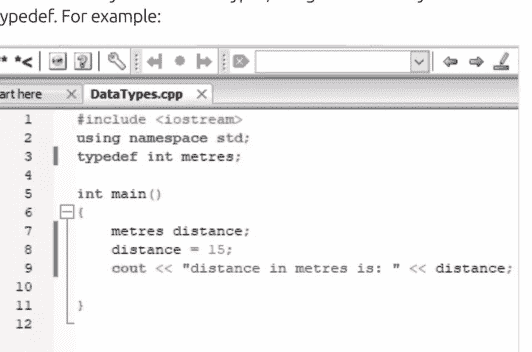 ypedef. For example:
** *<
art here × DataTypes.cpp ×
1 #include <iostream>
2 using namespace std;
3 typedef int metres;
4
5 int main()
6 {
7 metres distance;
8 distance = 15;
9 cout << "distance in metres is: " << distance;
10
11 }
12